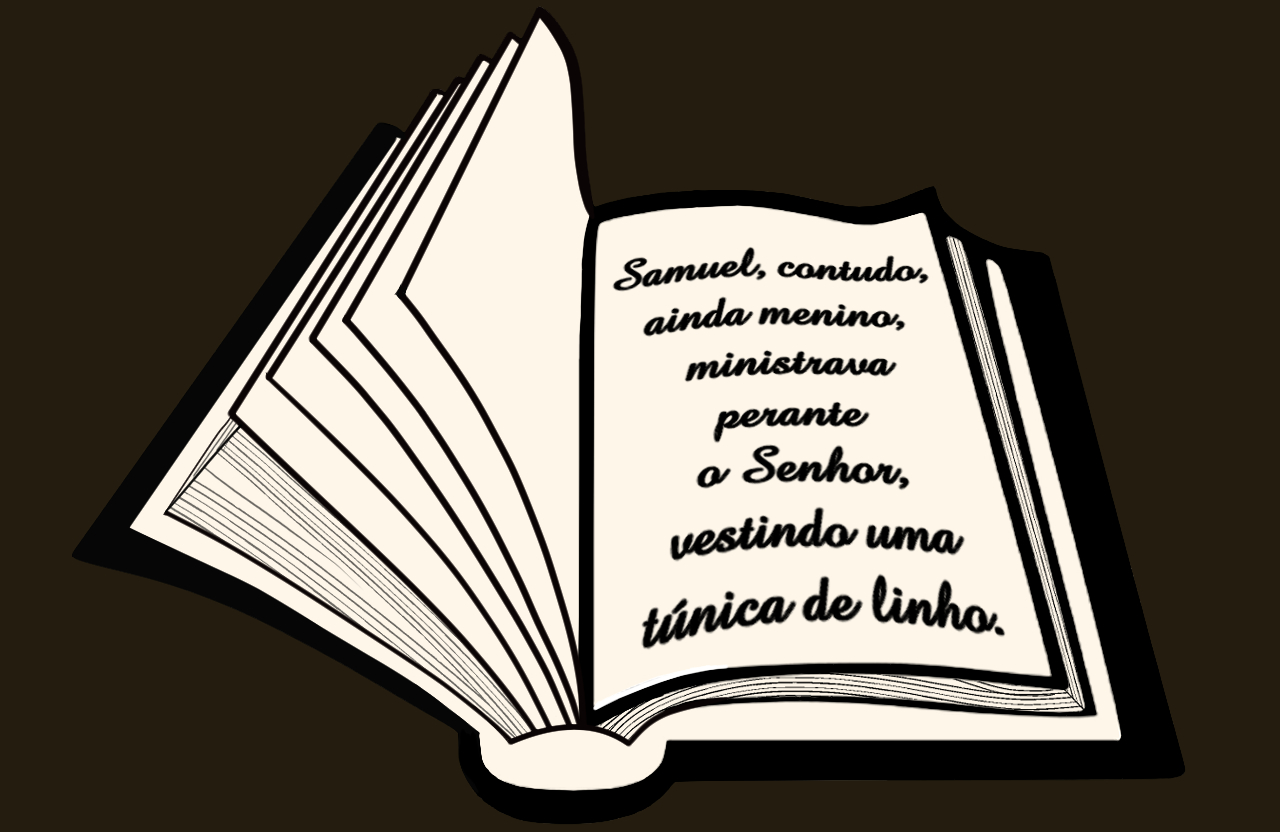 Samuel, contudo,
ainda menino,
ministrava
perante
o Senhor,
vestindo uma
túnica de linho.